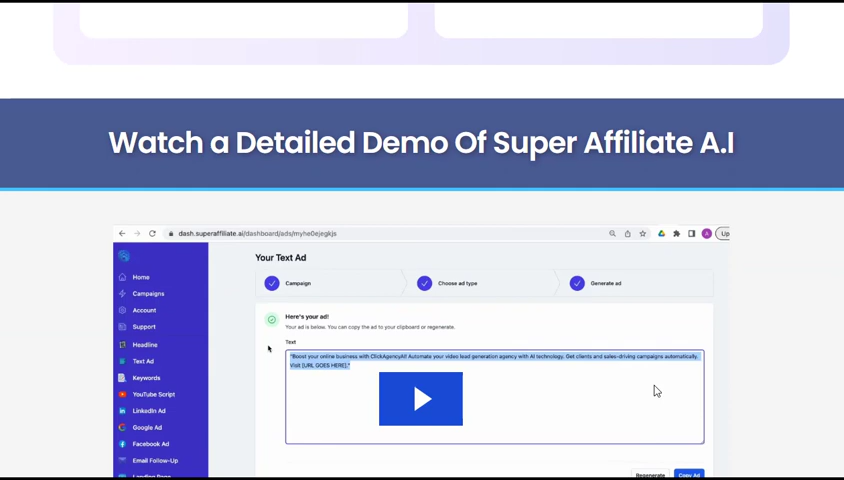 Watch a Detailed Demo Of Super Affiliate A.I
dash.superaffiliate.ai/dashboard/ads/myhe0ejegkjs
A
Up
Home
Campaigns
Account
Support
Headline
Text Ad
Keywords
YouTube Script
LinkedIn Ad
Google Ad
Facebook Ad
Email Follow-Up
Your Text Ad
Campaign
Choose ad type
Generate ad
Here's your ad!
Your ad is below. You can copy the ad to your clipboard or regenerate.
Text
"Boost your online business with ClickAgencyAI! Automate your video lead generation agency with AI technology. Get clients and sales-driving campaigns automatically.
Visit [URL GOES HERE]."
Regenerate
Copy Ad